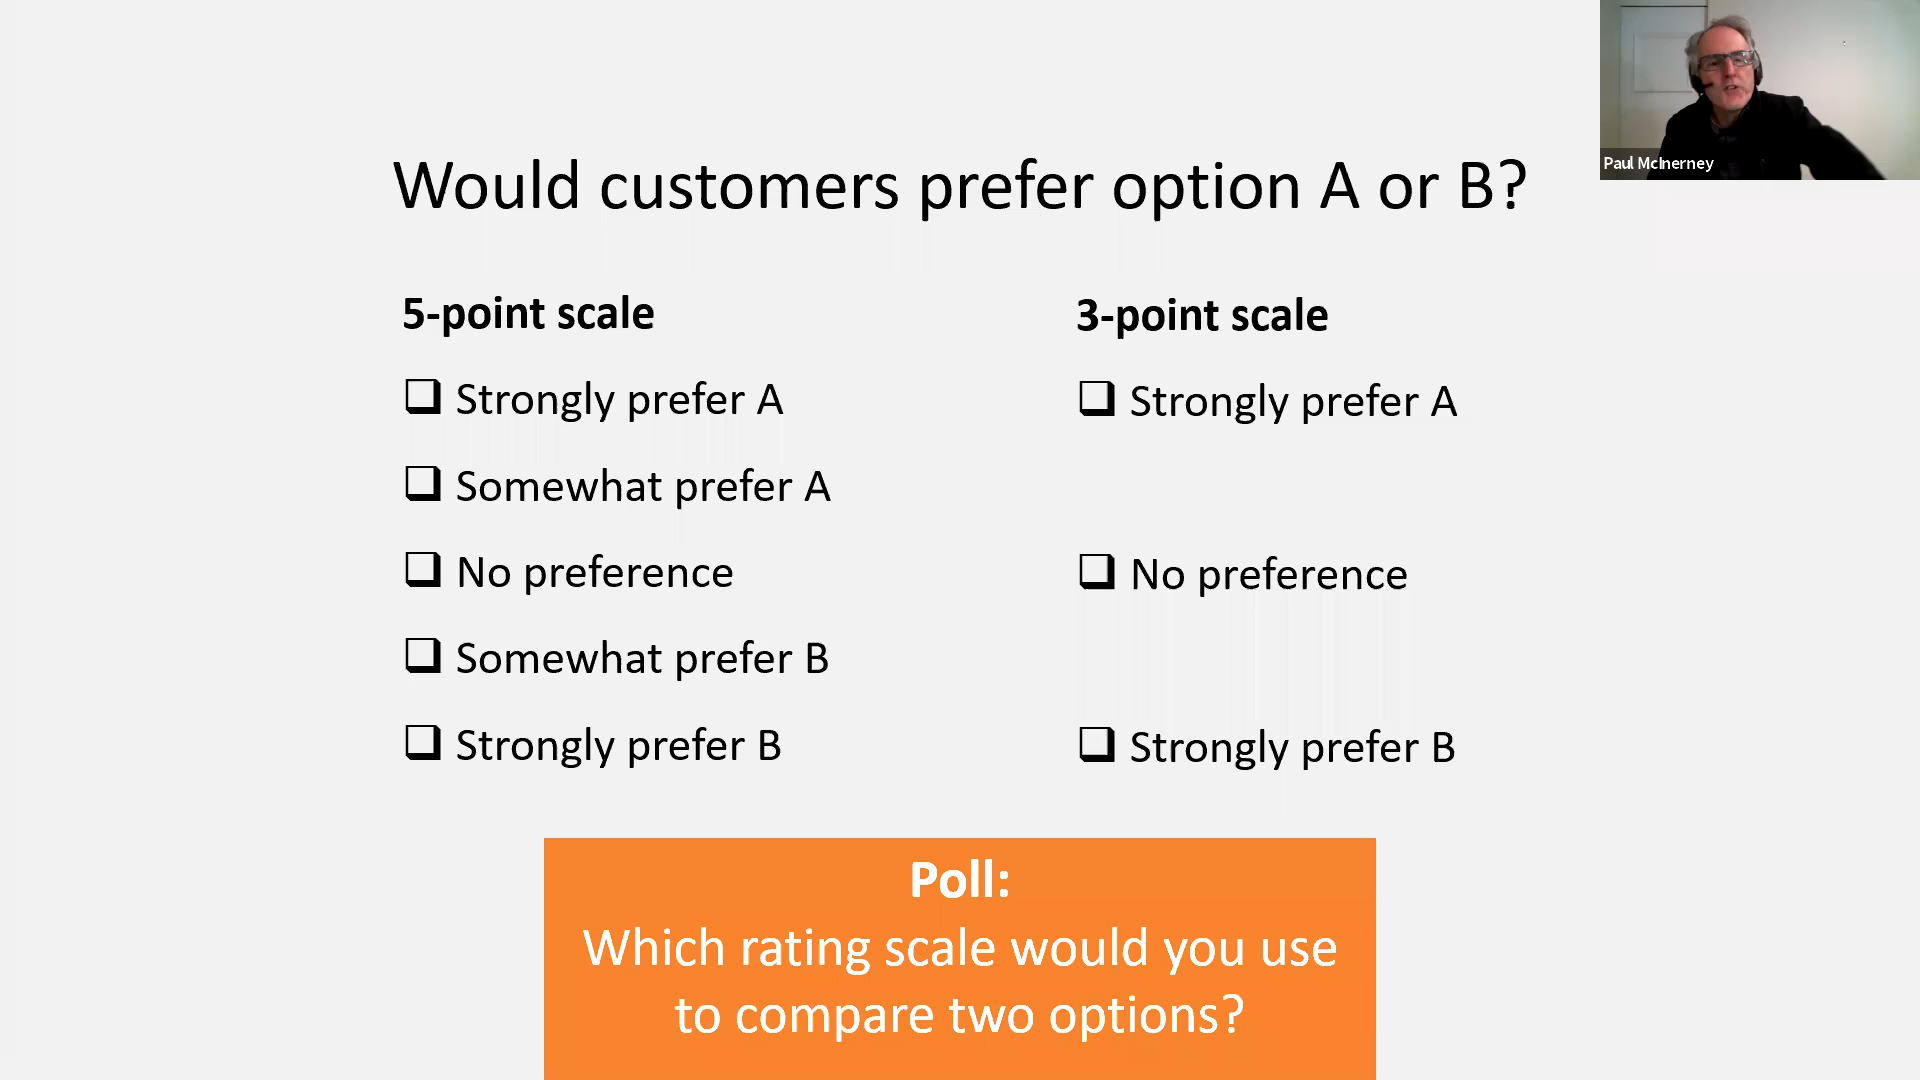 Would customers prefer option A or B?
5-point scale
Strongly prefer A
Somewhat prefer A
No preference
Somewhat prefer B
Strongly prefer B
3-point scale
Strongly prefer A
No preference
Strongly prefer B
Poll:
Which rating scale would you use
to compare two options?
Paul McInerney